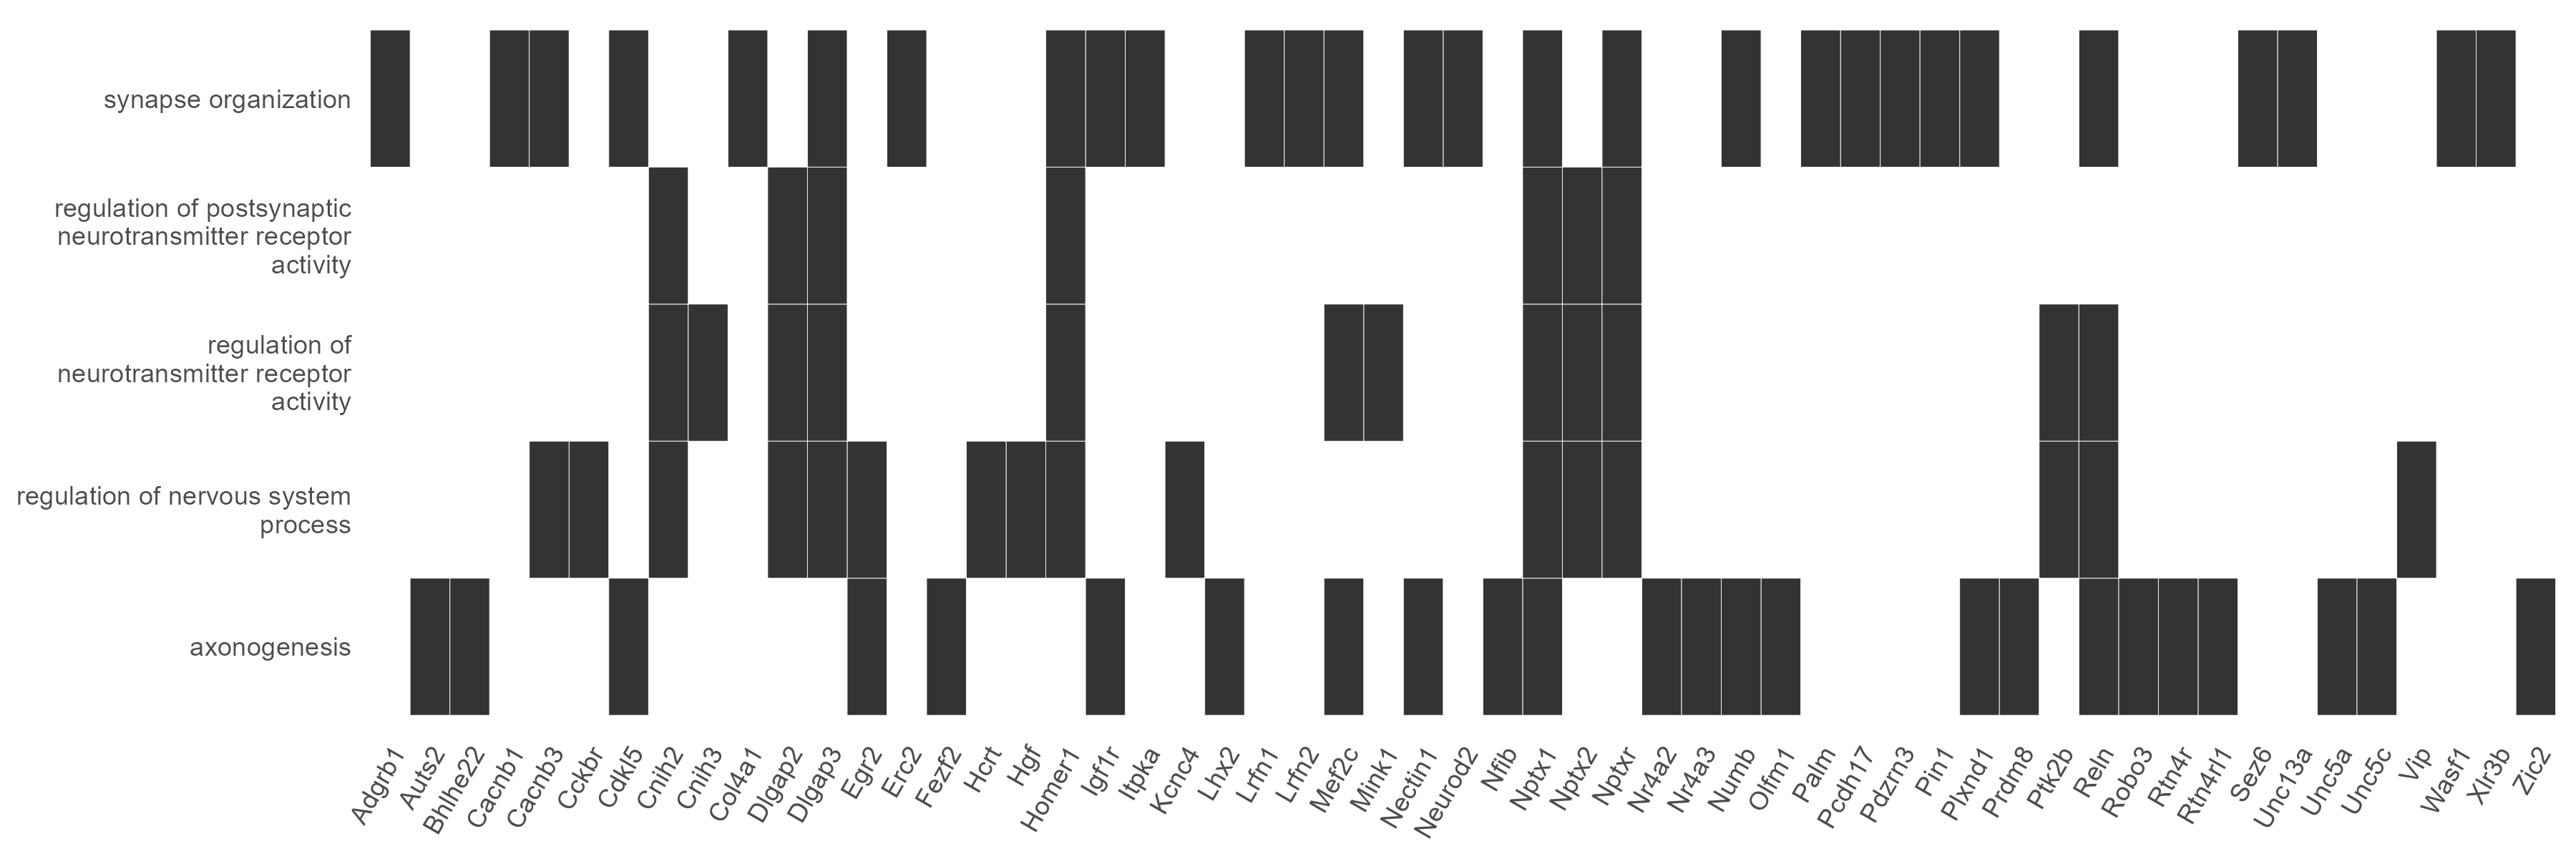 synapse organization
regulation of postsynaptic
neurotransmitter receptor
activity
regulation of
neurotransmitter receptor
activity
regulation of nervous system
process
axonogenesis
Adgrb1
Auts2
Bhlhe22
Cacnb1
Cacnb3
Cckbr
Cdkl5
Cnih2
Cnih3
Col4a1
Dlgap2
Dlgap3
Egr2
Erc2
Fezf2
Hcrt
Hgf
Homer1
Igf1r
Itpka
Kcnc4
Lhx2
Lrfn1
Lrfn2
Mef2c
Mink1
Nectin1
Neurod2
Nfib
Nptx1
Nptx2
Nptxr
Nr4a2
Nr4a3
Numb
Olfm1
Palm
Pcdh17
Pdzrn3
Pin1
Plxnd1
Prdm8
Ptk2b
Reln
Robo3
Rtn4r
Rtn4rl1
Sez6
Unc13a
Unc5a
Unc5c
Vip
Wasf1
Xlr3b
Zic2